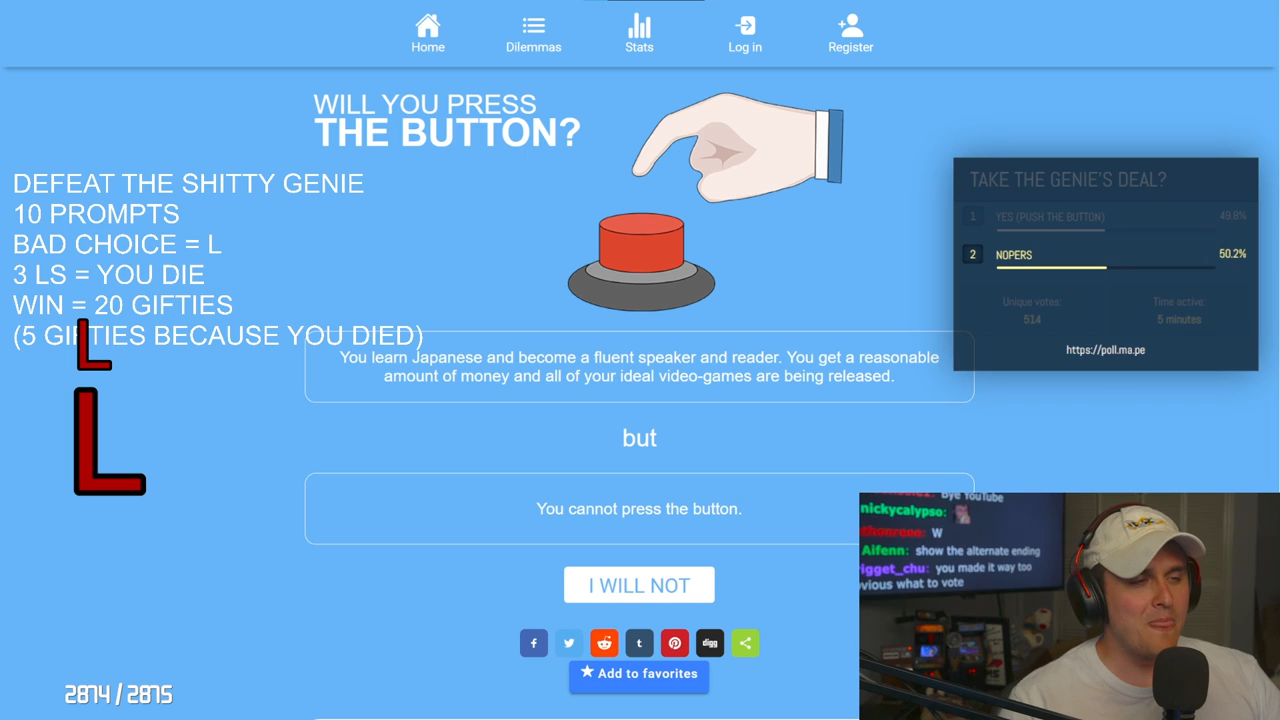 Home
Dilemmas
Stats
Log in
Register
WILL YOU PRESS
THE BUTTON?
DEFEAT THE SHITTY GENIE
10 PROMPTS
BAD CHOICE = L
3 LS = YOU DIE
WIN = 20 GIFTIES
(5 GIFTIES BECAUSE YOU DIED)
L
L
TAKE THE GENIE'S DEAL?
1 YES (PUSH THE BUTTON) 49.8%
2 NOPERS 50.2%
Unique votes:
514
Time active:
5 minutes
https://poll.ma.pe
You learn Japanese and become a fluent speaker and reader. You get a reasonable
amount of money and all of your ideal video-games are being released.
but
You cannot press the button.
I WILL NOT
f
t
digg
Add to favorites
Bye YouTube
nickycalypso:
W
Aifenn: show the alternate ending
igget_chu: you made it way too
vious what to vote
2874 / 2875